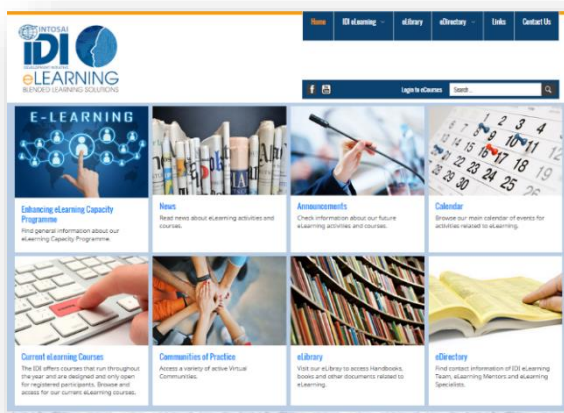 INTOSAI
IDI
eLEARNING
BLENDED LEARNING SOLUTIONS
Home IDI eLearning eLibrary eDirectory Links Contact Us
Login to eCourses Search...
E-LEARNING
Enhancing eLearning Capacity
Programme
Find general information about our
eLearning Capacity Programme.
News
Read news about eLearning activities and
courses.
Announcements
Check information about our future
eLearning activities and courses.
Calendar
Browse our main calendar of events for
activities related to eLearning.
Current eLearning Courses
The IDI offers courses that run throughout
the year and are designed and only open
for registered participants. Browse and
access for our current eLearning courses.
Communities of Practice
Access a variety of active Virtual
Communities.
eLibrary
Visit our eLibrary to access Handbooks,
books and other documents related to
eLearning.
eDirectory
Find contact information of IDI eLearning
Team, eLearning Mentors and eLearning
Specialists.